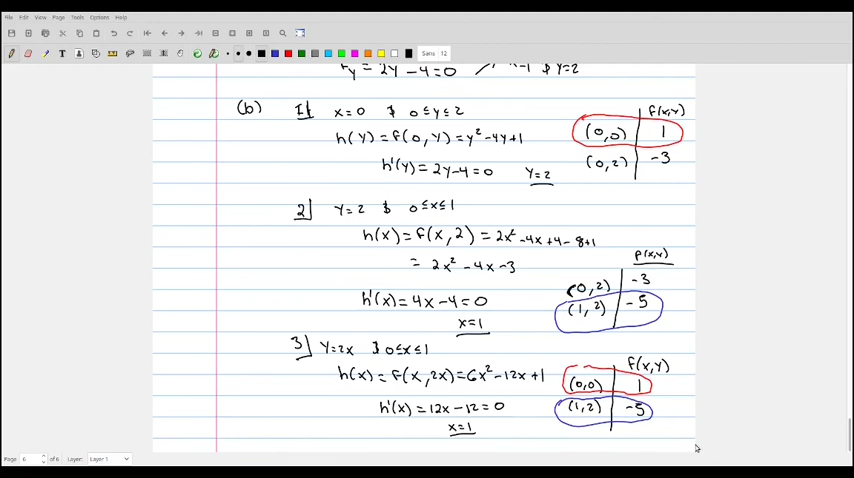 File Edit View Page Tools Options Help
Sans 12
Fy = 2y - 4 = 0 x=1 & y=2
(b) 1] x=0 & 0≤y≤2
h(y) = f(0,y) = y² - 4y + 1
h'(y) = 2y - 4 = 0 y=2
f(x,y)
(0,0) 1
(0,2) -3
2] y=2 & 0≤x≤1
h(x) = f(x,2) = 2x² - 4x + 4 - 8 + 1
= 2x² - 4x - 3
h'(x) = 4x - 4 = 0
x=1
f(x,y)
(0,2) -3
(1,2) -5
3] y=2x & 0≤x≤1
h(x) = f(x,2x) = 6x² - 12x + 1
h'(x) = 12x - 12 = 0
x=1
f(x,y)
(0,0) 1
(1,2) -5
Page 6 of 6 Layer: Layer 1